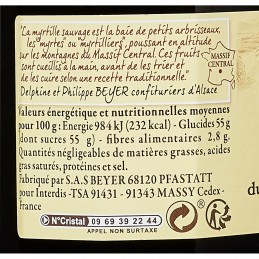 "La myrtille sauvage est la baie de petits arbrisseaux,
les myrtes ou myrtilliers, poussant en altitude
sur les montagnes du Massif Central. Ces fruits
sont cueillis à la main, avant de les trier et
de les cuire selon une recette traditionnelle."
Delphine et Philippe BEYER confituriers d'Alsace
MASSIF
CENTRAL
Valeurs énergétique et nutritionnelles moyennes
pour 100 g : Energie 984 kJ (232 kcal) - Glucides 55 g
dont sucres 55 g) - fibres alimentaires 2,8 g.
Quantités négligeables de matières grasses, acides
gras saturés, protéines et sel.
Fabriqué par S.A.S BEYER 68120 PFASTATT
pour Interdis - TSA 91431 - 91343 MASSY Cedex -
France
N°Cristal 09 69 39 22 44
APPEL NON SURTAXÉ
du